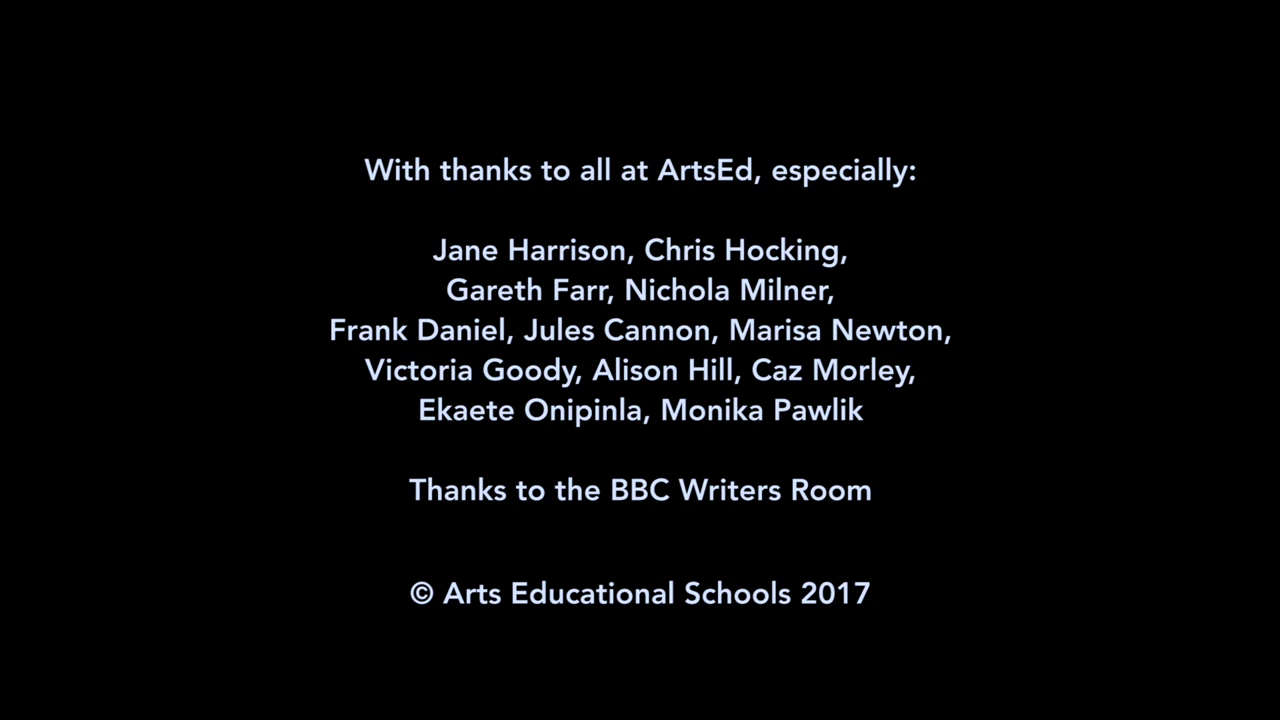 With thanks to all at ArtsEd, especially:
Jane Harrison, Chris Hocking,
Gareth Farr, Nichola Milner,
Frank Daniel, Jules Cannon, Marisa Newton,
Victoria Goody, Alison Hill, Caz Morley,
Ekaete Onipinla, Monika Pawlik
Thanks to the BBC Writers Room
© Arts Educational Schools 2017